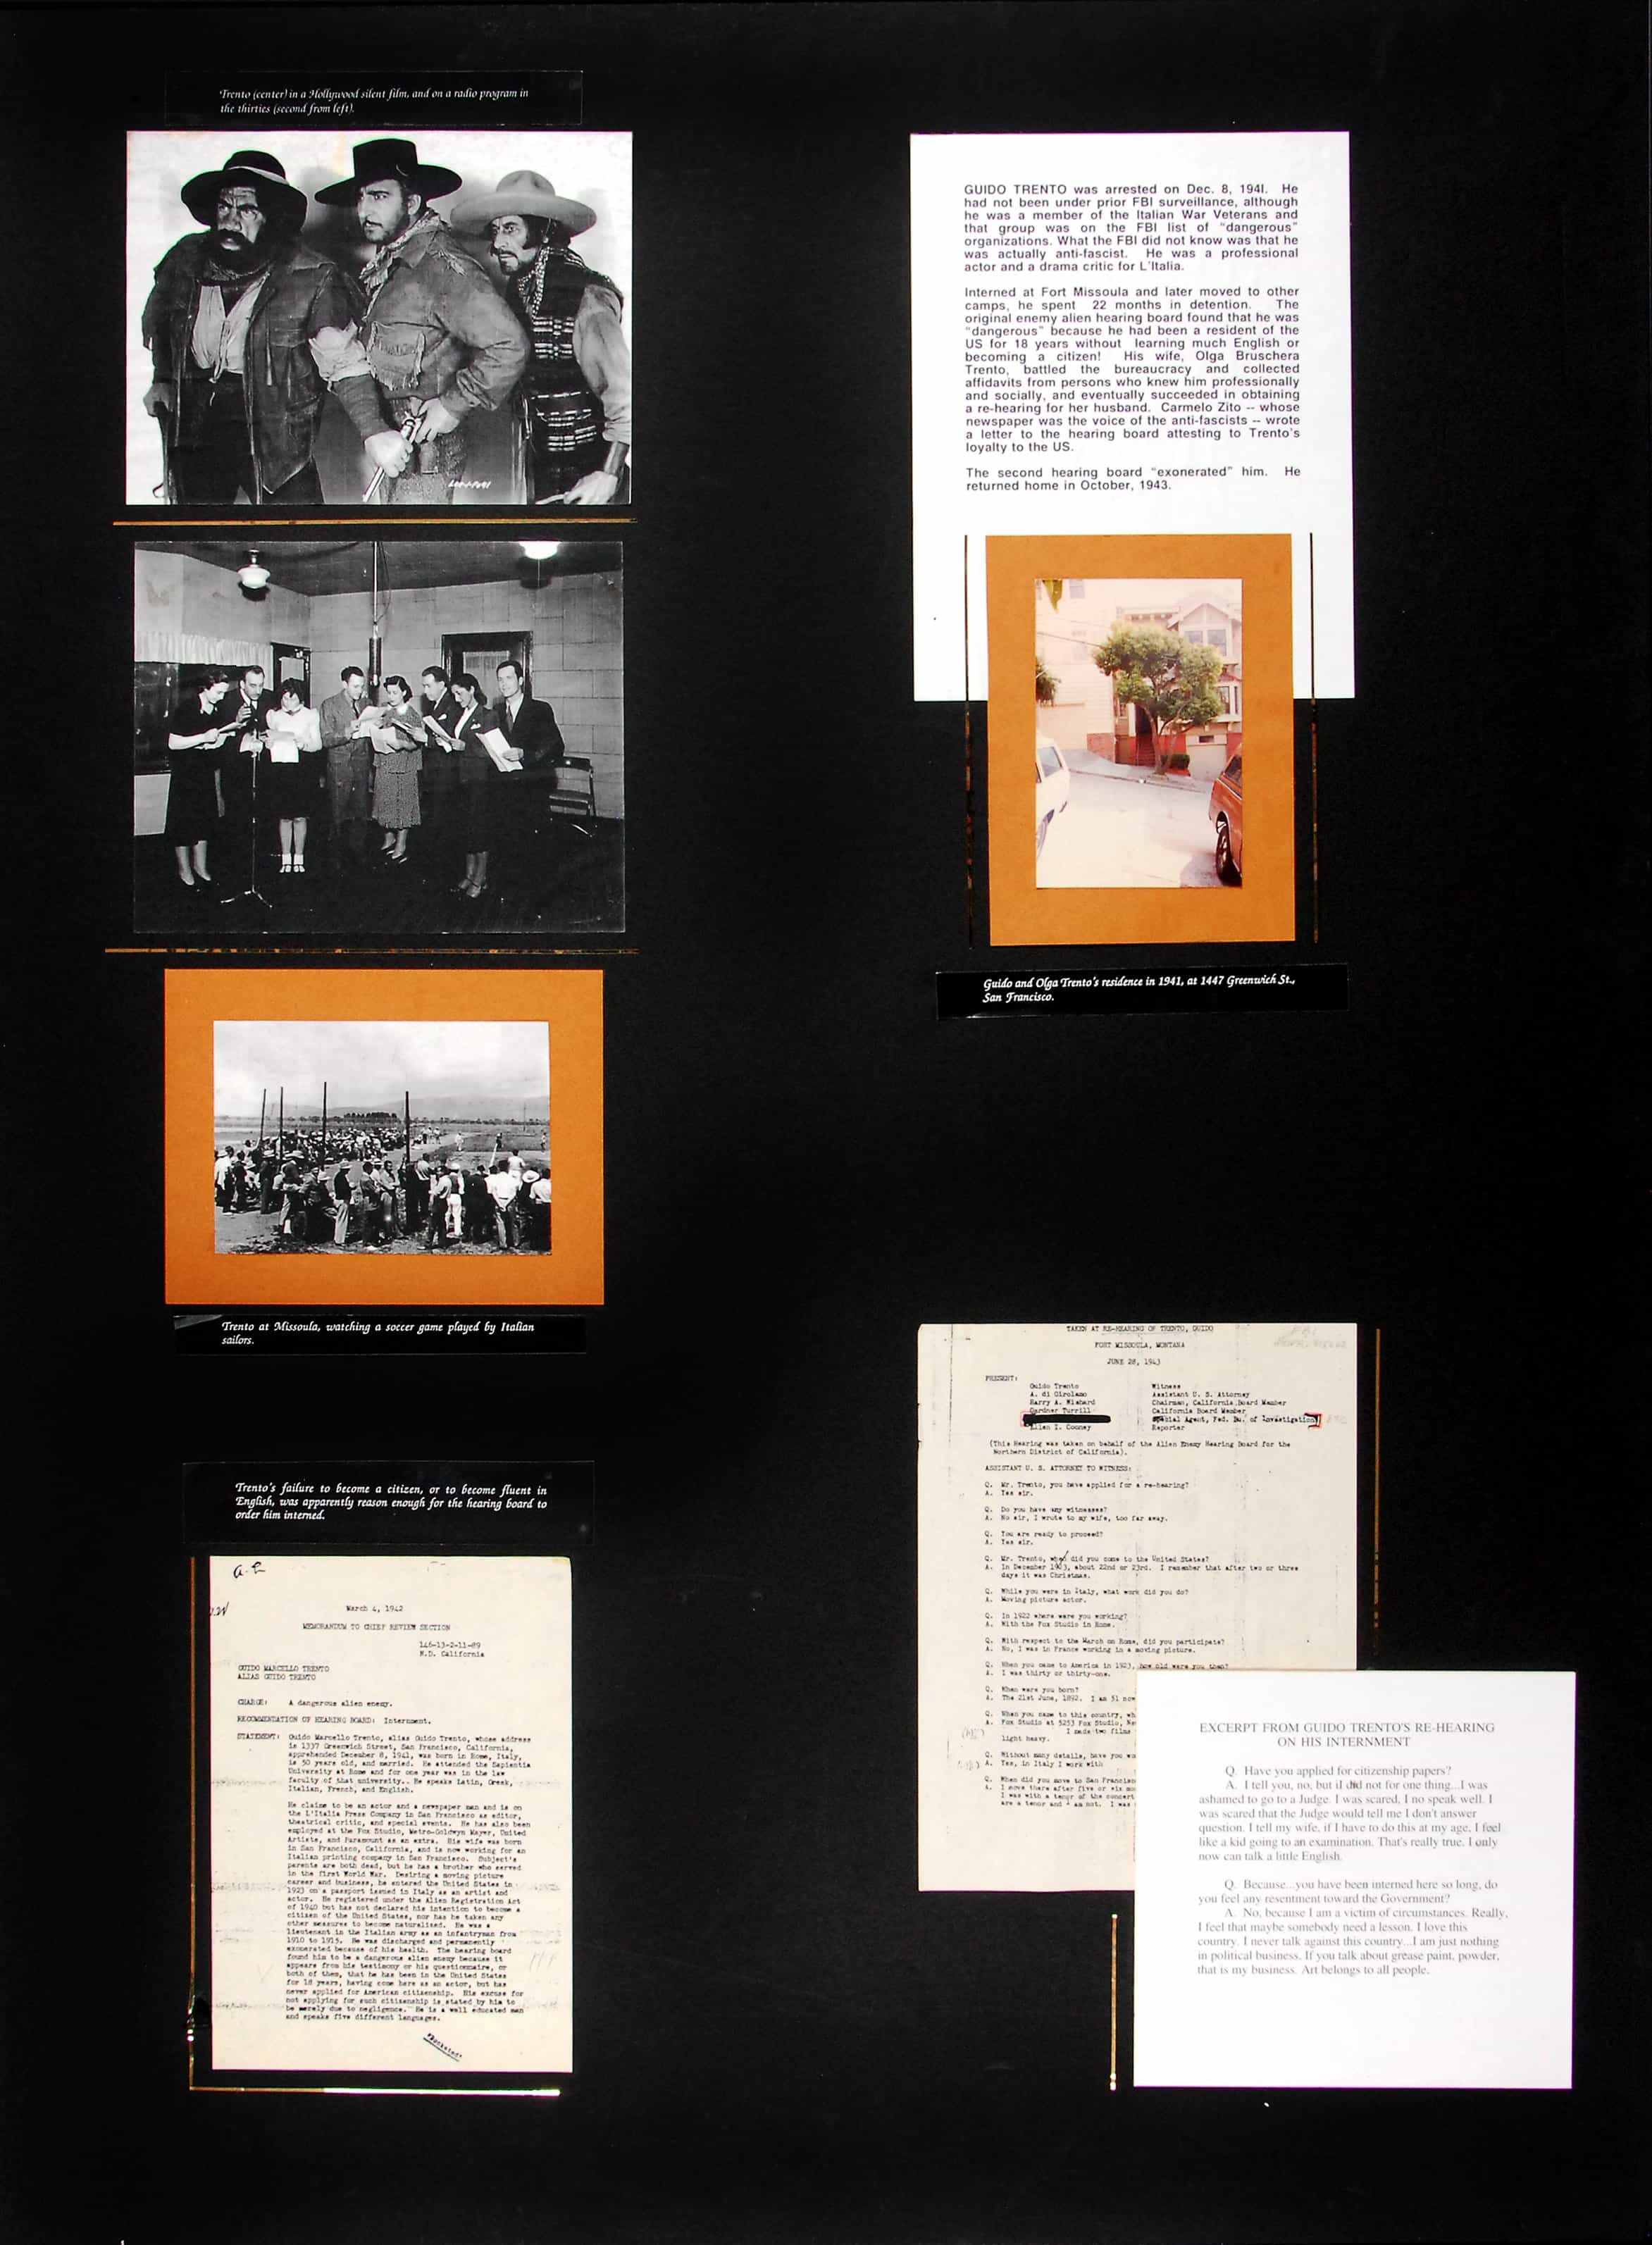 Trento (center) in a Hollywood silent film, and on a radio program in
the thirties (second from left).
GUIDO TRENTO was arrested on Dec. 8, 1941. He
had not been under prior FBI surveillance, although
he was a member of the Italian War Veterans and
that group was on the FBI list of "dangerous"
organizations. What the FBI did not know was that he
was actually anti-fascist. He was a professional
actor and a drama critic for L'Italia.
Interned at Fort Missoula and later moved to other
camps, he spent 22 months in detention. The
original enemy alien hearing board found that he was
"dangerous" because he had been a resident of the
US for 18 years without learning much English or
becoming a citizen! His wife, Olga Bruschera
Trento, battled the bureaucracy and collected
affidavits from persons who knew him professionally
and socially, and eventually succeeded in obtaining
a re-hearing for her husband. Carmelo Zito -- whose
newspaper was the voice of the anti-fascists -- wrote
a letter to the hearing board attesting to Trento's
loyalty to the US.
The second hearing board "exonerated" him. He
returned home in October, 1943.
Guido and Olga Trento's residence in 1941, at 1447 Greenwich St.,
San Francisco.
Trento at Missoula, watching a soccer game played by Italian
sailors.
Trento's failure to become a citizen, or to become fluent in
English, was apparently reason enough for the hearing board to
order him interned.
March 4, 1942
MEMORANDUM TO CHIEF REVIEW SECTION
146-13-2-11-89
N.D. California
GUIDO MARCELLO TRENTO
ALIAS GUIDO TRENTO
CHARGE: A dangerous alien enemy.
RECOMMENDATION OF HEARING BOARD: Internment.
STATEMENT: Guido Marcello Trento, alias Guido Trento, whose address
is 1337 Greenwich Street, San Francisco, California,
apprehended December 8, 1941, was born in Rome, Italy,
is 50 years old, and married. He attended the Sapientia
University at Rome and for one year was in the law
faculty of that university.. He speaks Latin, Greek,
Italian, French, and English.
He claims to be an actor and a newspaper man and is on
the L'Italia Press Company in San Francisco as editor,
theatrical critic, and special events. He has also been
employed at the Fox Studio, Metro-Goldwyn Mayer, United
Artists, and Paramount as an extra. His wife was born
in San Francisco, California, and is now working for an
Italian printing company in San Francisco. Subject's
parents are both dead, but he has a brother who served
in the first World War. Desiring a moving picture
career and business, he entered the United States in
1923 on a passport issued in Italy as an artist and
actor. He registered under the Alien Registration Act
of 1940 but has not declared his intention to become a
citizen of the United States, nor has he taken any
other measures to become naturalized. He was a
lieutenant in the Italian army as an infantryman from
1910 to 1915. He was discharged and permanently
exonerated because of his health. The hearing board
found him to be a dangerous alien enemy because it
appears from his testimony or his questionnaire, or
both of them, that he has been in the United States
for 18 years, having come here as an actor, but has
never applied for American citizenship. His excuse for
not applying for such citizenship is stated by him to
be merely due to negligence. He is a well educated man
and speaks five different languages.
TAKEN AT RE-HEARING OF TRENTO, GUIDO
FORT MISSOULA, MONTANA
JUNE 28, 1943
PRESENT:
Guido Trento Witness
A. di Girolamo Assistant U. S. Attorney
Harry A. Wishard Chairman, California Board Member
Gardner Turrill California Board Member
Special Agent, Fed. Bu. of Investigation
Ellen I. Cooney Reporter
(This Hearing was taken on behalf of the Alien Enemy Hearing Board for the
Northern District of California).
ASSISTANT U. S. ATTORNEY TO WITNESS:
Q. Mr. Trento, you have applied for a re-hearing?
A. Yes sir.
Q. Do you have any witnesses?
A. No sir, I wrote to my wife, too far away.
Q. You are ready to proceed?
A. Yes sir.
Q. Mr. Trento, when did you come to the United States?
A. In December 1923, about 22nd or 23rd. I remember that after two or three
days it was Christmas.
Q. While you were in Italy, what work did you do?
A. Moving picture actor.
Q. In 1922 where were you working?
A. With the Fox Studio in Rome.
Q. With respect to the March on Rome, did you participate?
A. No, I was in France working in a moving picture.
Q. When you came to America in 1923, how old were you then?
A. I was thirty or thirty-one.
Q. When were you born?
A. The 21st June, 1892. I am 51 now
Q. When you came to this country, wh
A. Fox Studio at 5253 Fox Studio,
I made two films
light heavy.
Q. Without many details, have you wo
A. Yes, in Italy I work with
Q. When did you move to San Francisc
A. I move there after five or six mo
I was with a tenor of the concert
are a tenor and I am not. I was
EXCERPT FROM GUIDO TRENTO'S RE-HEARING
ON HIS INTERNMENT
Q. Have you applied for citizenship papers?
A. I tell you, no, but iI did not for one thing...I was
ashamed to go to a Judge. I was scared, I no speak well. I
was scared that the Judge would tell me I don't answer
question. I tell my wife, if I have to do this at my age, I feel
like a kid going to an examination. That's really true. I only
now can talk a little English.
Q. Because...you have been interned here so long, do
you feel any resentment toward the Government?
A. No, because I am a victim of circumstances. Really,
I feel that maybe somebody need a lesson. I love this
country. I never talk against this country...I am just nothing
in political business. If you talk about grease paint, powder,
that is my business. Art belongs to all people.